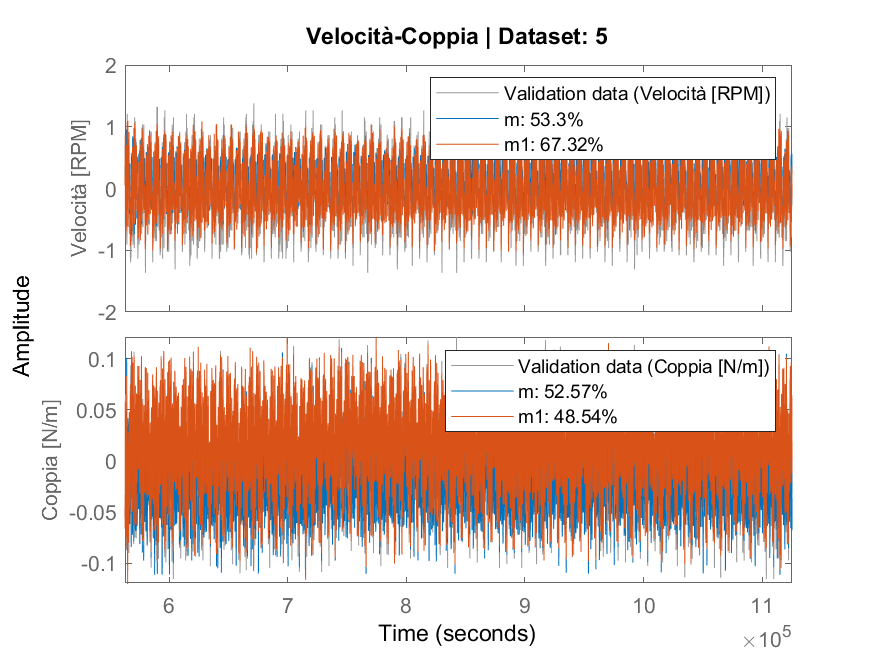 Velocità-Coppia | Dataset: 5
Amplitude
Velocità [RPM]
2
1
0
-1
-2
Validation data (Velocità [RPM])
m: 53.3%
m1: 67.32%
Coppia [N/m]
0.1
0.05
0
-0.05
-0.1
Validation data (Coppia [N/m])
m: 52.57%
m1: 48.54%
6 7 8 9 10 11
Time (seconds)
×10⁵